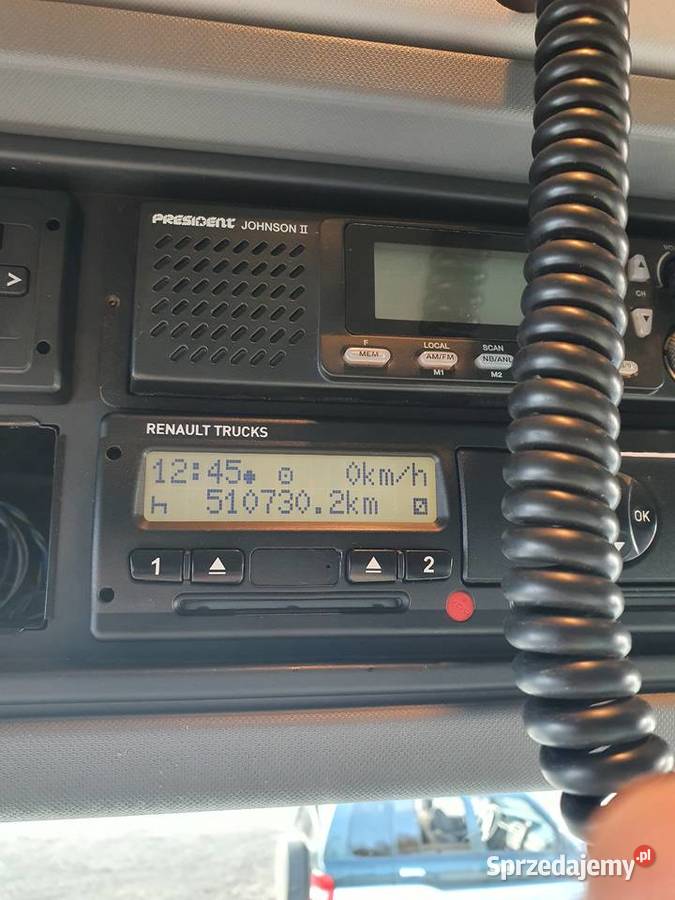 PRESIDENT JOHNSON II
>
F LOCAL SCAN
MEM AM/FM NB/ANL
M1 M2
CH
RENAULT TRUCKS
12:45 0km/h
510730.2km
OK
1 2
Sprzedajemy.pl